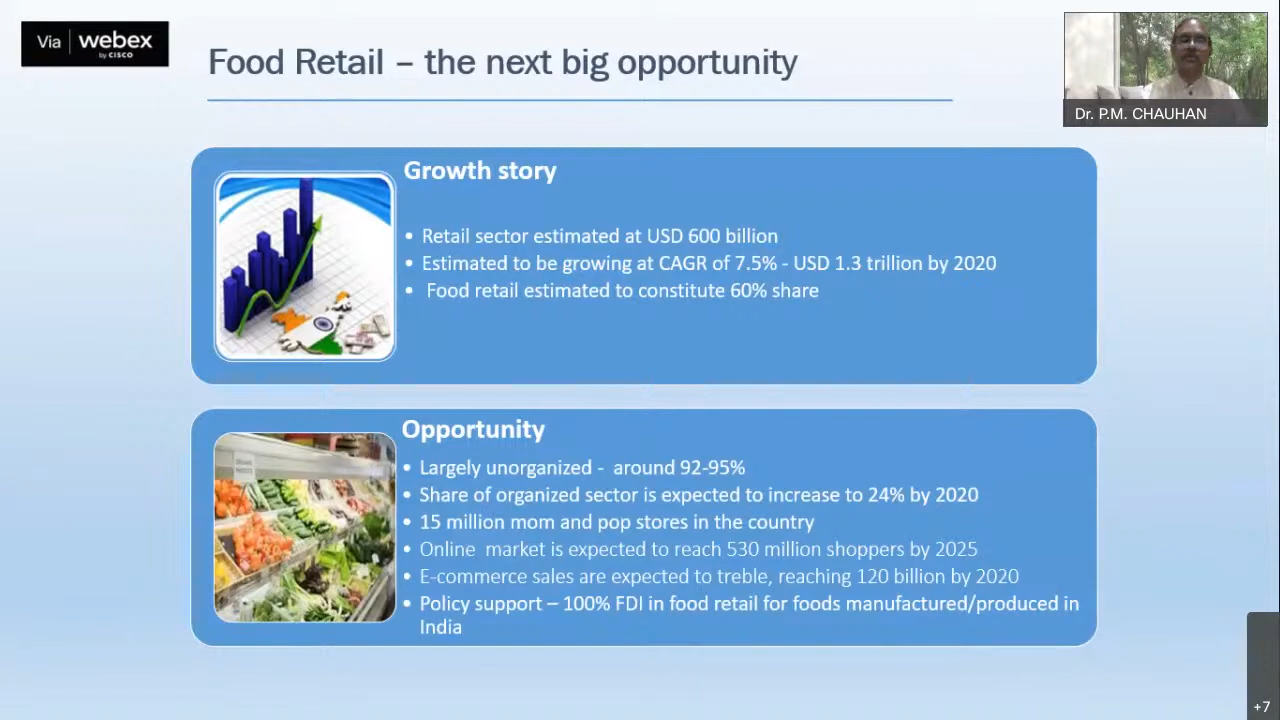 Via webex
by CISCO
Food Retail – the next big opportunity
Dr. P.M. CHAUHAN
Growth story
• Retail sector estimated at USD 600 billion
• Estimated to be growing at CAGR of 7.5% - USD 1.3 trillion by 2020
• Food retail estimated to constitute 60% share
Opportunity
• Largely unorganized - around 92-95%
• Share of organized sector is expected to increase to 24% by 2020
• 15 million mom and pop stores in the country
• Online market is expected to reach 530 million shoppers by 2025
• E-commerce sales are expected to treble, reaching 120 billion by 2020
• Policy support – 100% FDI in food retail for foods manufactured/produced in
India
+7